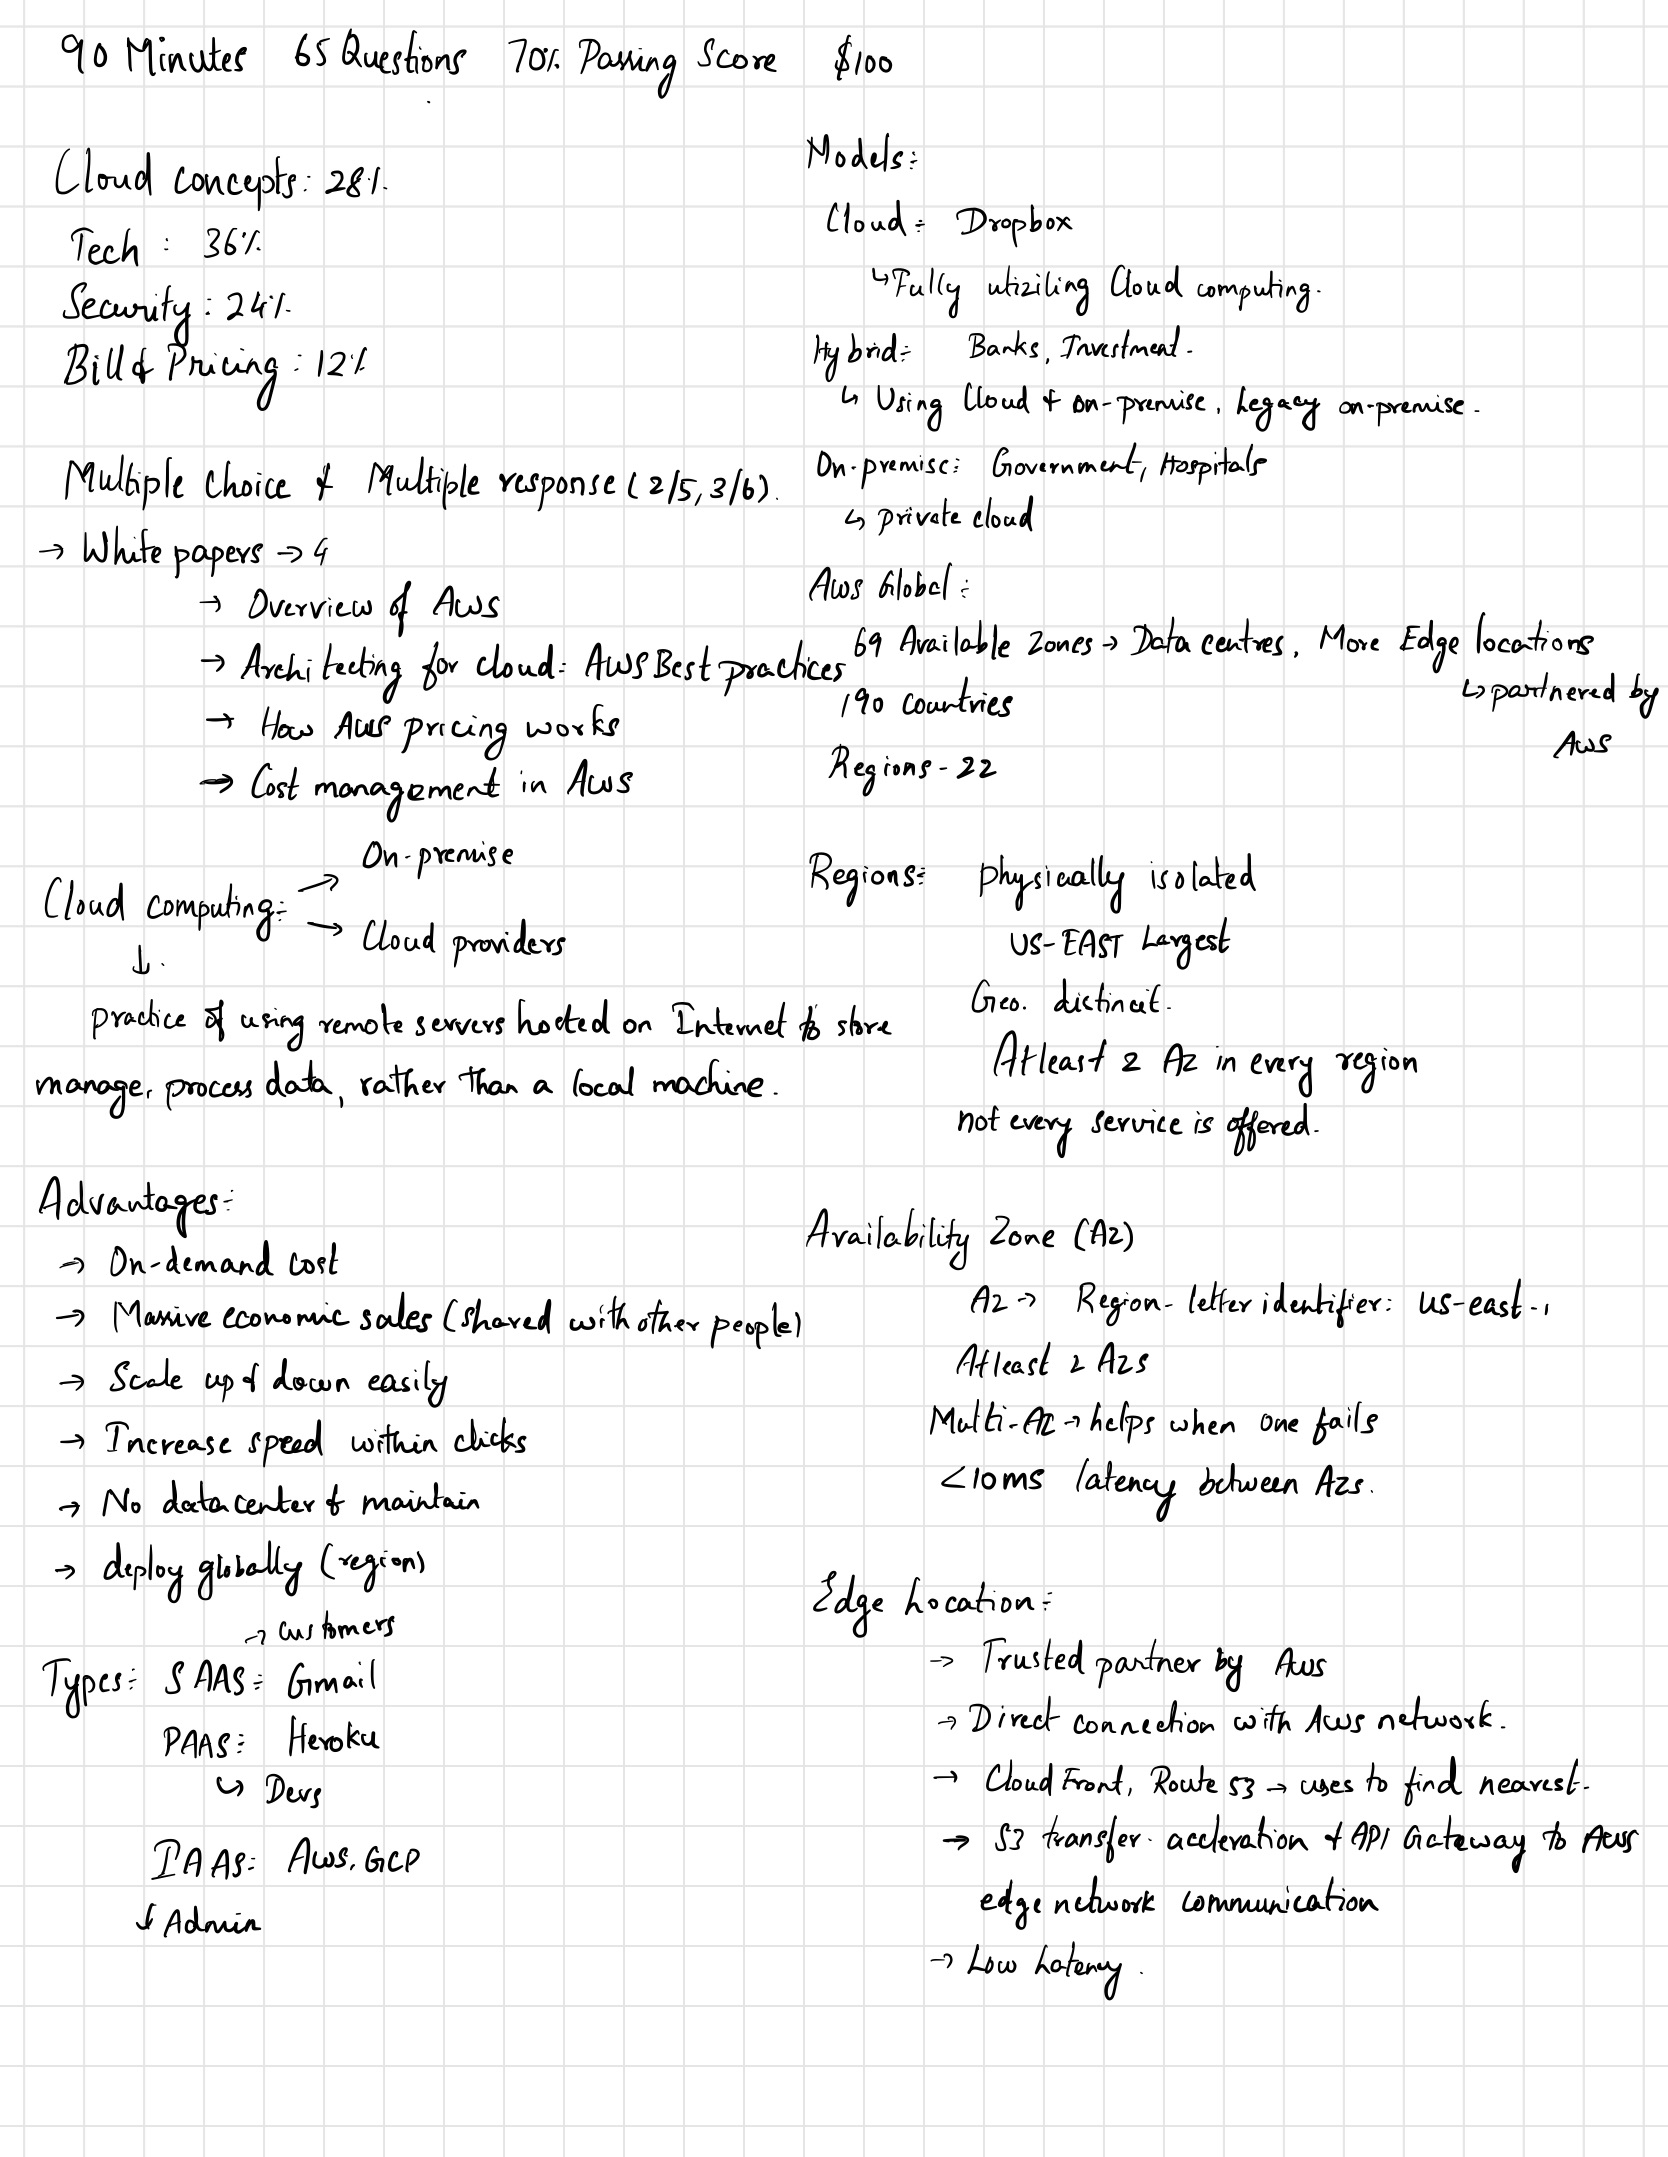 90 Minutes 65 Questions 70% Passing Score $100
Cloud concepts: 28%.
Tech : 36%
Security: 24%.
Bill & Pricing : 12%
Multiple choice & Multiple response (2/5, 3/6).
→ White papers → 4
→ Overview of AWS
→ Architecting for cloud: AWS Best practices
→ How AWS pricing works
→ Cost management in AWS
On-premise
Cloud computing:
→ Cloud providers
↓.
practice of using remote servers hosted on Internet to store
manage, process data, rather than a local machine.
Advantages:
→ On-demand cost
→ Massive economic sales (shared with other people)
→ Scale up & down easily
→ Increase speed within clicks
→ No datacenter & maintain
→ deploy globally (region)
→ customers
Types: SAAS: Gmail
PAAS: Heroku
↳ Devs
IAAS: AWS, GCP
↓ Admin
Models:
Cloud: Dropbox
↳ Fully utiziling Cloud computing.
Hybrid: Banks, Investment.
↳ Using Cloud & on-premise, Legacy on-premise.
On-premise: Government, Hospitals
↳ private cloud
AWS Global:
69 Available Zones → Data centres, More Edge locations
↳ partnered by
AWS
190 countries
Regions - 22
Regions: physically isolated
US-EAST Largest
Geo. distincit.
Atleast 2 AZ in every region
not every service is offered.
Availability Zone (AZ)
AZ → Region-letter identifier: us-east-1
Atleast 2 AZs
Multi-AZ → helps when one fails
<10ms latency between AZs.
Edge Location:
→ Trusted partner by AWS
→ Direct connection with AWS network.
→ CloudFront, Route 53 → uses to find nearest.
→ S3 transfer. accleration & API Gateway to AWS
edge network communication
→ Low Latency.